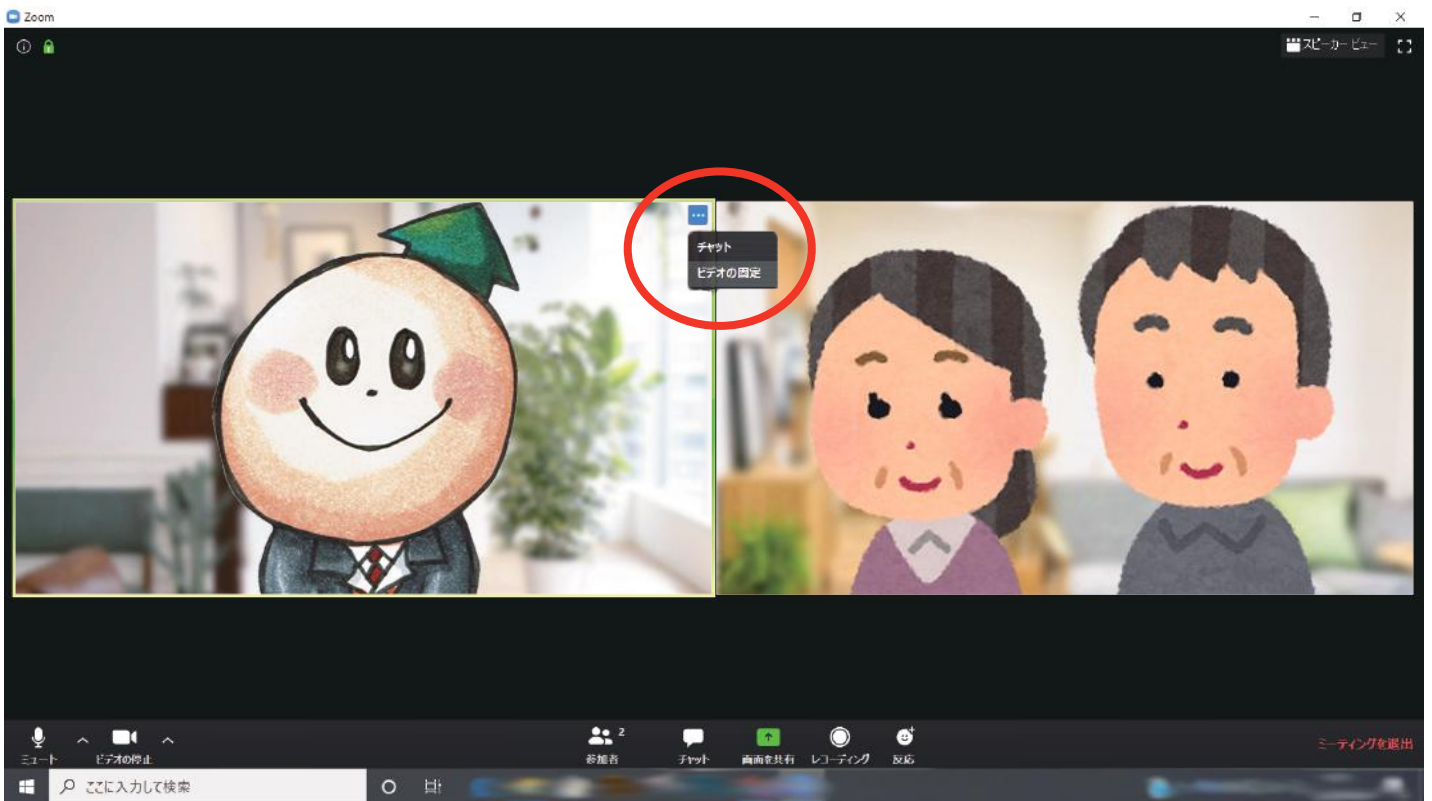 Zoom
スピーカー ビュー
チャット
ビデオの固定
2
ミュート
ビデオの停止
参加者
チャット
画面を共有
レコーディング
反応
ミーティングを退出
ここに入力して検索